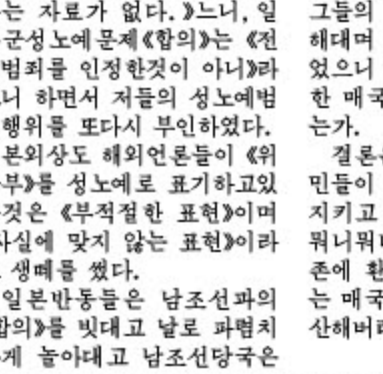 는 자료가 없다.》느니, 일
군성노예문제《합의》는 《전
범죄를 인정한것이 아니》라
니 하면서 저들의 성노예범
행위를 또다시 부인하였다.
본외상도 해외언론들이 《위
부》를 성노예로 표기하고있
것은 《부적절한 표현》이며
사실에 맞지 않는 표현》이라
생떼를 썼다.
일본반동들은 남조선과의
합의》를 빗대고 날로 파렴치
게 놀아대고 남조선당국은
그들의
해대며
었으니
한 매국
는가.
결론은
민들이
지키고
뭐니뭐니
존에 환
는 매국
산해버려